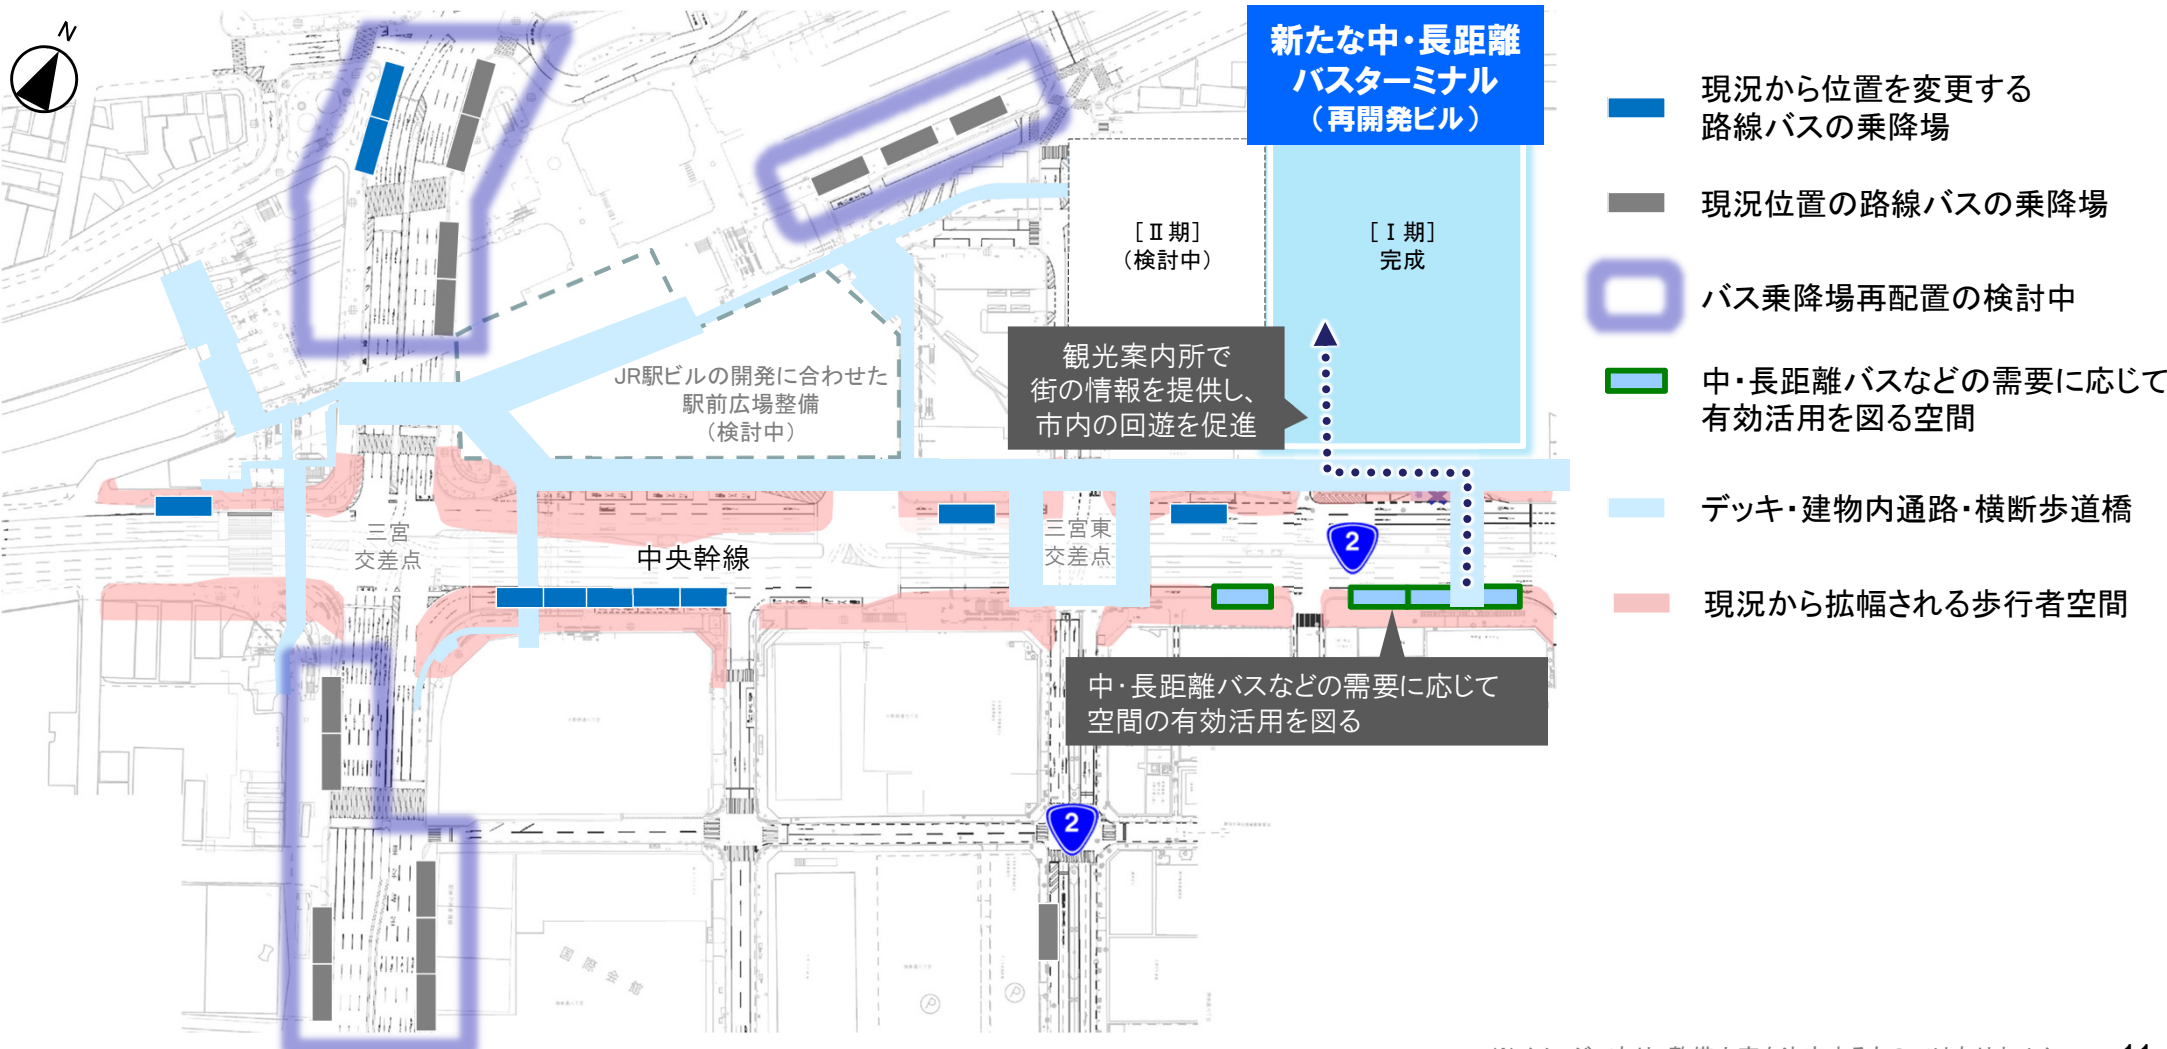 N
新たな中・長距離
バスターミナル
（再開発ビル）
［Ⅱ期］
（検討中）
［Ⅰ期］
完成
観光案内所で
街の情報を提供し、
市内の回遊を促進
JR駅ビルの開発に合わせた
駅前広場整備
（検討中）
三宮
交差点
中央幹線
三宮東
交差点
2
中・長距離バスなどの需要に応じて
空間の有効活用を図る
2
国際会館
P
P
現況から位置を変更する
路線バスの乗降場
現況位置の路線バスの乗降場
バス乗降場再配置の検討中
中・長距離バスなどの需要に応じて
有効活用を図る空間
デッキ・建物内通路・横断歩道橋
現況から拡幅される歩行者空間